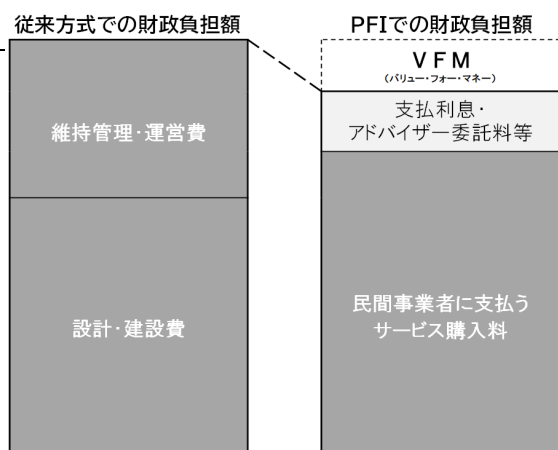 従来方式での財政負担額
維持管理・運営費
設計・建設費
PFIでの財政負担額
VFM
(バリュー・フォー・マネー)
支払利息・
アドバイザー委託料等
民間事業者に支払う
サービス購入料